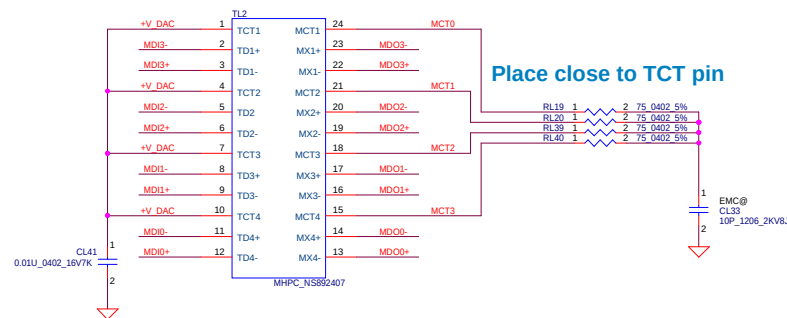 TL2
+V_DAC 1 TCT1 MCT1 24 MCT0
MDI3- 2 TD1+ MX1+ 23 MDO3-
MDI3+ 3 TD1- MX1- 22 MDO3+
Place close to TCT pin
+V_DAC 4 TCT2 MCT2 21 MCT1
MDI2- 5 TD2 MX2+ 20 MDO2-
RL19 1 2 75_0402_5%
RL20 1 2 75_0402_5%
MDI2+ 6 TD2- MX2- 19 MDO2+
RL39 1 2 75_0402_5%
RL40 1 2 75_0402_5%
+V_DAC 7 TCT3 MCT3 18 MCT2
MDI1- 8 TD3+ MX3+ 17 MDO1-
MDI1+ 9 TD3- MX3- 16 MDO1+
1
EMC@
CL33
10P_1206_2KV8J
2
+V_DAC 10 TCT4 MCT4 15 MCT3
MDI0- 11 TD4+ MX4+ 14 MDO0-
MDI0+ 12 TD4- MX4- 13 MDO0+
1
CL41
0.01U_0402_16V7K
2
MHPC_NS892407